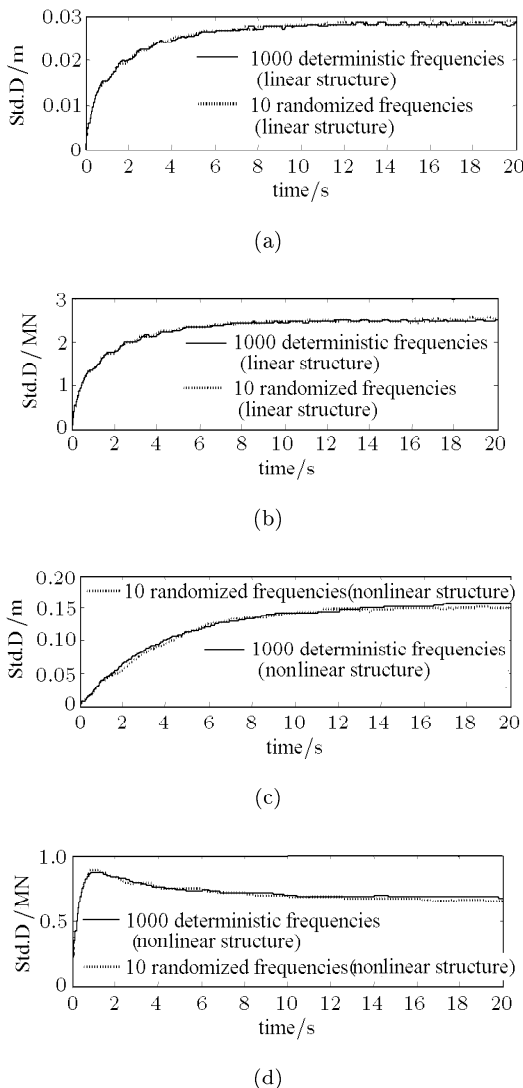 0.03
0.02
0.01
0
Std.D/m
1000 deterministic frequencies
(linear structure)
10 randomized frequencies
(linear structure)
0 2 4 6 8 10 12 14 16 18 20
time/s
(a)
3
2
1
0
Std.D/MN
1000 deterministic frequencies
(linear structure)
10 randomized frequencies
(linear structure)
0 2 4 6 8 10 12 14 16 18 20
time/s
(b)
0.20
0.15
0.05
0
Std.D/m
10 randomized frequencies(nonlinear structure)
1000 deterministic frequencies
(nonlinear structure)
0 2 4 6 8 10 12 14 16 18 20
time/s
(c)
1.0
0.5
0
Std.D/MN
1000 deterministic frequencies
(nonlinear structure)
10 randomized frequencies(nonlinear structure)
0 2 4 6 8 10 12 14 16 18 20
time/s
(d)